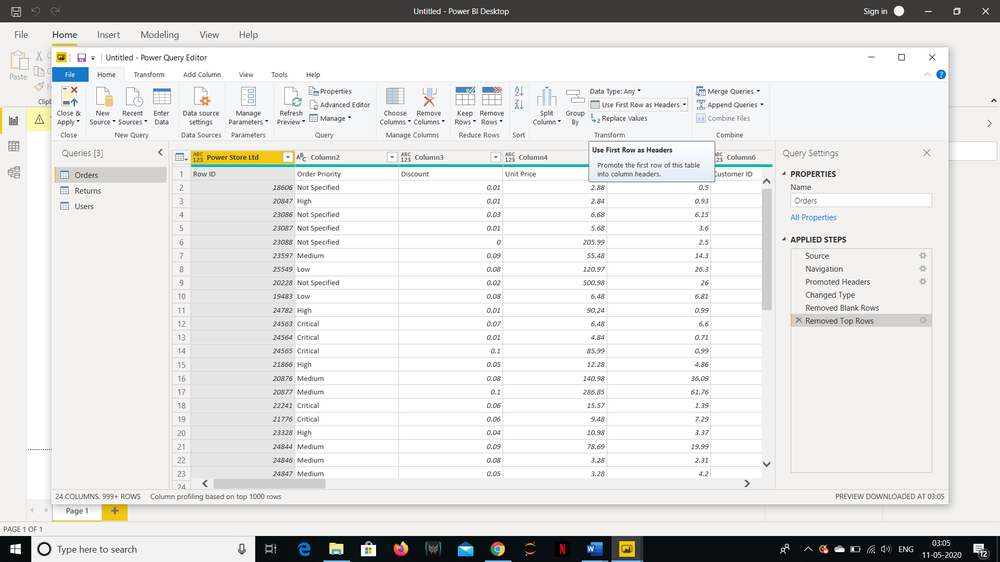 Untitled - Power BI Desktop
Sign in
File Home Insert Modeling View Help
Paste
Untitled - Power Query Editor
File Home Transform Add Column View Tools Help
Close & Apply
New Source
Recent Sources
Enter Data
Data source settings
Manage Parameters
Refresh Preview
Properties
Advanced Editor
Manage
Choose Columns
Remove Columns
Keep Rows
Remove Rows
Split Column
Group By
Data Type: Any
Use First Row as Headers
Replace Values
Merge Queries
Append Queries
Combine Files
Close New Query Data Sources Parameters Query Manage Columns Reduce Rows Sort Transform Combine
Queries [3]
Orders
Returns
Users
ABC 123 Power Store Ltd ABC Column2 ABC 123 Column3 ABC 123 Column4 Column6
Use First Row as Headers
Promote the first row of this table
into column headers.
1 Row ID Order Priority Discount Unit Price Customer ID
2 18606 Not Specified 0.01 2.88 0.5
3 20847 High 0.01 2.84 0.93
4 23086 Not Specified 0.03 6.68 6.15
5 23087 Not Specified 0.01 5.68 3.6
6 23088 Not Specified 0 205.99 2.5
7 23597 Medium 0.09 55.48 14.3
8 25549 Low 0.08 120.97 26.3
9 20228 Not Specified 0.02 500.98 26
10 19483 Low 0.08 6.48 6.81
11 24782 High 0.01 90.24 0.99
12 24563 Critical 0.07 6.48 6.6
13 24564 Critical 0.01 4.84 0.71
14 24565 Critical 0.1 85.99 0.99
15 21866 High 0.05 12.28 4.86
16 20876 Medium 0.08 140.98 36.09
17 20877 Medium 0.1 286.85 61.76
18 22241 Critical 0.06 15.57 1.39
19 21776 Critical 0.06 9.48 7.29
20 23328 High 0.04 10.98 3.37
21 24844 Medium 0.09 78.69 19.99
22 24846 Medium 0.08 3.28 2.31
23 24847 Medium 0.05 3.28 4.2
24
Query Settings
PROPERTIES
Name
Orders
All Properties
APPLIED STEPS
Source
Navigation
Promoted Headers
Changed Type
Removed Blank Rows
Removed Top Rows
24 COLUMNS, 999+ ROWS Column profiling based on top 1000 rows PREVIEW DOWNLOADED AT 03:05
Page 1
PAGE 1 OF 1
Type here to search
ENG
03:05
11-05-2020
12